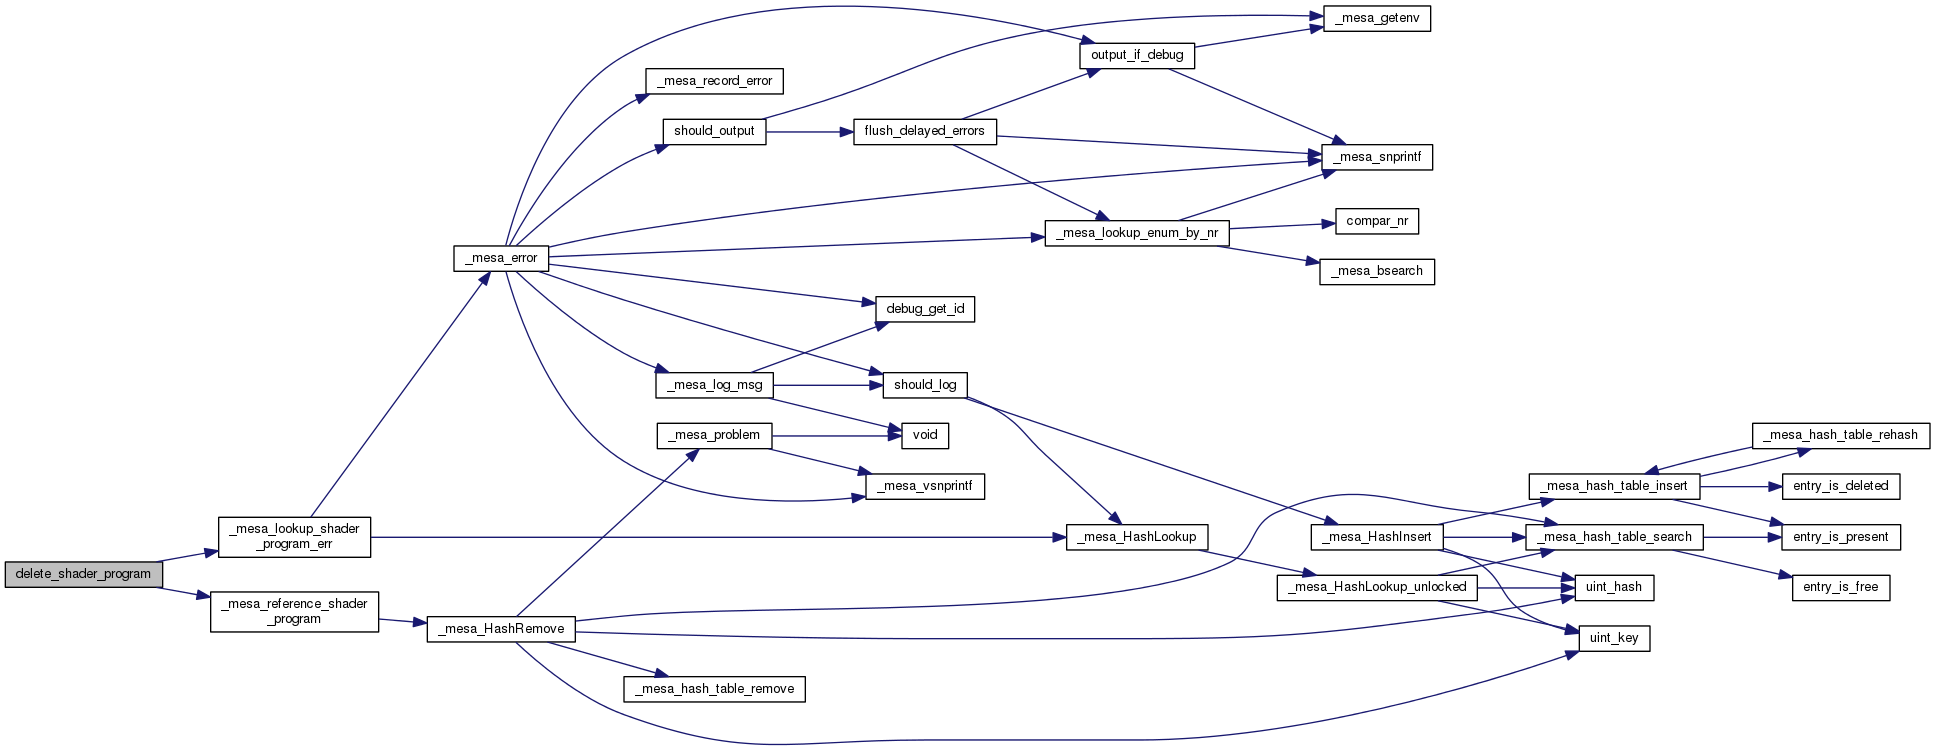 _mesa_getenv
output_if_debug
_mesa_record_error
should_output
flush_delayed_errors
_mesa_snprintf
compar_nr
_mesa_lookup_enum_by_nr
_mesa_error
_mesa_bsearch
debug_get_id
_mesa_log_msg
should_log
_mesa_problem
void
_mesa_hash_table_rehash
_mesa_vsnprintf
_mesa_hash_table_insert
entry_is_deleted
_mesa_lookup_shader
_program_err
_mesa_HashLookup
_mesa_HashInsert
_mesa_hash_table_search
entry_is_present
delete_shader_program
_mesa_HashLookup_unlocked
uint_hash
entry_is_free
_mesa_reference_shader
_program
_mesa_HashRemove
uint_key
_mesa_hash_table_remove